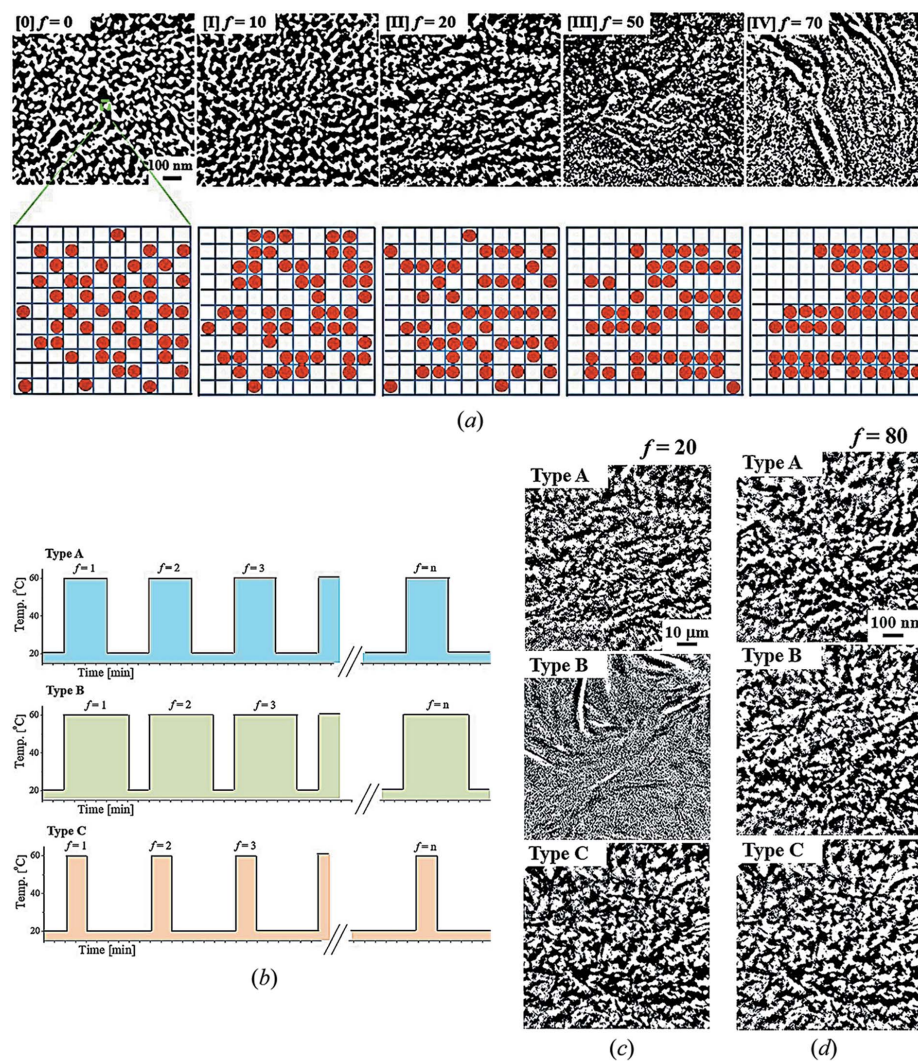 [0] f = 0
[I] f = 10
[II] f = 20
[III] f = 50
[IV] f = 70
100 nm
(a)
Type A
f = 1
f = 2
f = 3
f = n
Temp. [°C]
60
40
20
Time [min]
Type B
f = 1
f = 2
f = 3
f = n
Temp. [°C]
60
40
20
Time [min]
Type C
f = 1
f = 2
f = 3
f = n
Temp. [°C]
60
40
20
Time [min]
(b)
f = 20
Type A
10 µm
Type B
Type C
(c)
f = 80
Type A
100 nm
Type B
Type C
(d)